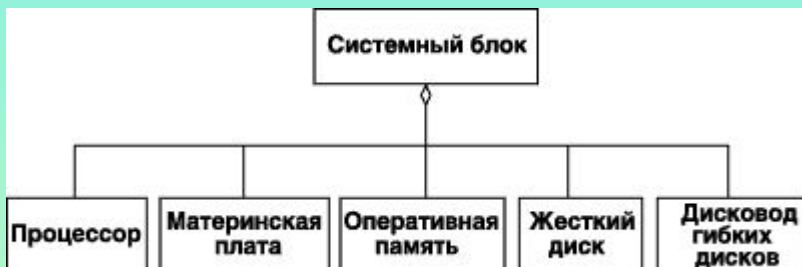 Системный блок
Процессор
Материнская
плата
Оперативная
память
Жесткий
диск
Дисковод
гибких
дисков